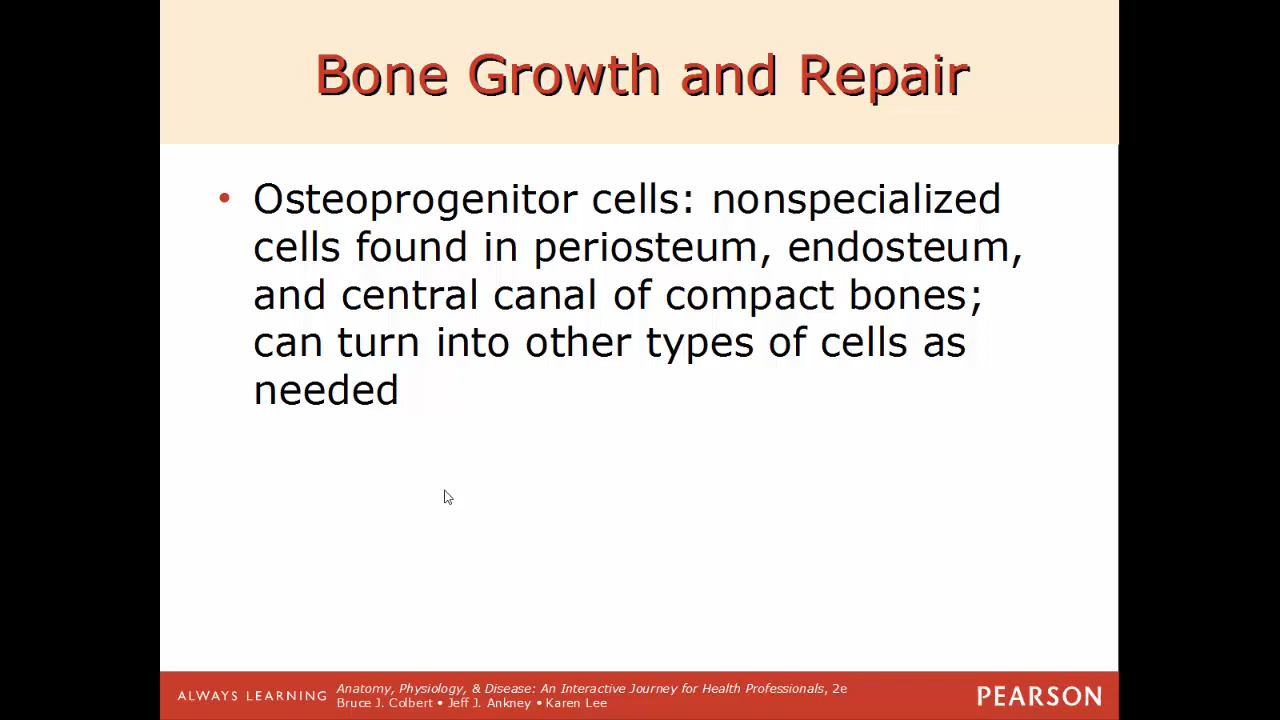 Bone Growth and Repair
• Osteoprogenitor cells: nonspecialized
cells found in periosteum, endosteum,
and central canal of compact bones;
can turn into other types of cells as
needed
ALWAYS LEARNING
Anatomy, Physiology, & Disease: An Interactive Journey for Health Professionals, 2e
Bruce J. Colbert • Jeff J. Ankney • Karen Lee
PEARSON